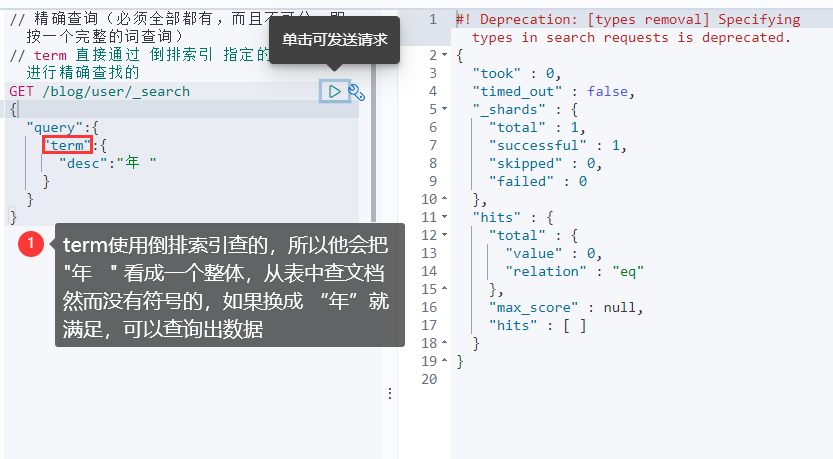 // 精确查询（必须全部都有，而且不可分，即
按一个完整的词查询）
// term 直接通过 倒排索引 指定的
进行精确查找的
单击可发送请求
GET /blog/user/_search
{
"query":{
"term":{
"desc":"年 "
}
}
}
1
term使用倒排索引查的，所以他会把
"年 " 看成一个整体，从表中查文档
然而没有符号的，如果换成 “年”就
满足，可以查询出数据
1 #! Deprecation: [types removal] Specifying
types in search requests is deprecated.
2 {
3 "took" : 0,
4 "timed_out" : false,
5 "_shards" : {
6 "total" : 1,
7 "successful" : 1,
8 "skipped" : 0,
9 "failed" : 0
10 },
11 "hits" : {
12 "total" : {
13 "value" : 0,
14 "relation" : "eq"
15 },
16 "max_score" : null,
17 "hits" : [ ]
18 }
19 }
20